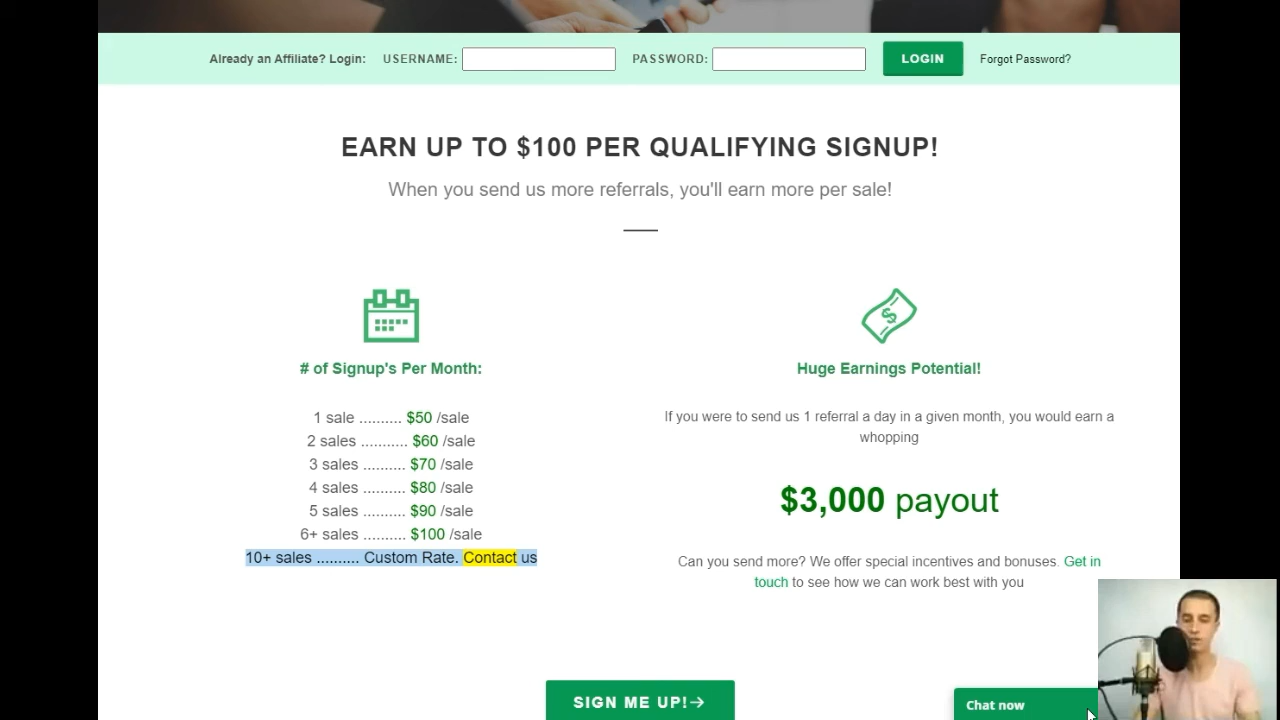 Already an Affiliate? Login: USERNAME: PASSWORD: LOGIN Forgot Password?
EARN UP TO $100 PER QUALIFYING SIGNUP!
When you send us more referrals, you'll earn more per sale!
# of Signup's Per Month:
1 sale .......... $50 /sale
2 sales ........... $60 /sale
3 sales .......... $70 /sale
4 sales .......... $80 /sale
5 sales .......... $90 /sale
6+ sales .......... $100 /sale
10+ sales .......... Custom Rate. Contact us
Huge Earnings Potential!
If you were to send us 1 referral a day in a given month, you would earn a
whopping
$3,000 payout
Can you send more? We offer special incentives and bonuses. Get in
touch to see how we can work best with you
SIGN ME UP!→
Chat now